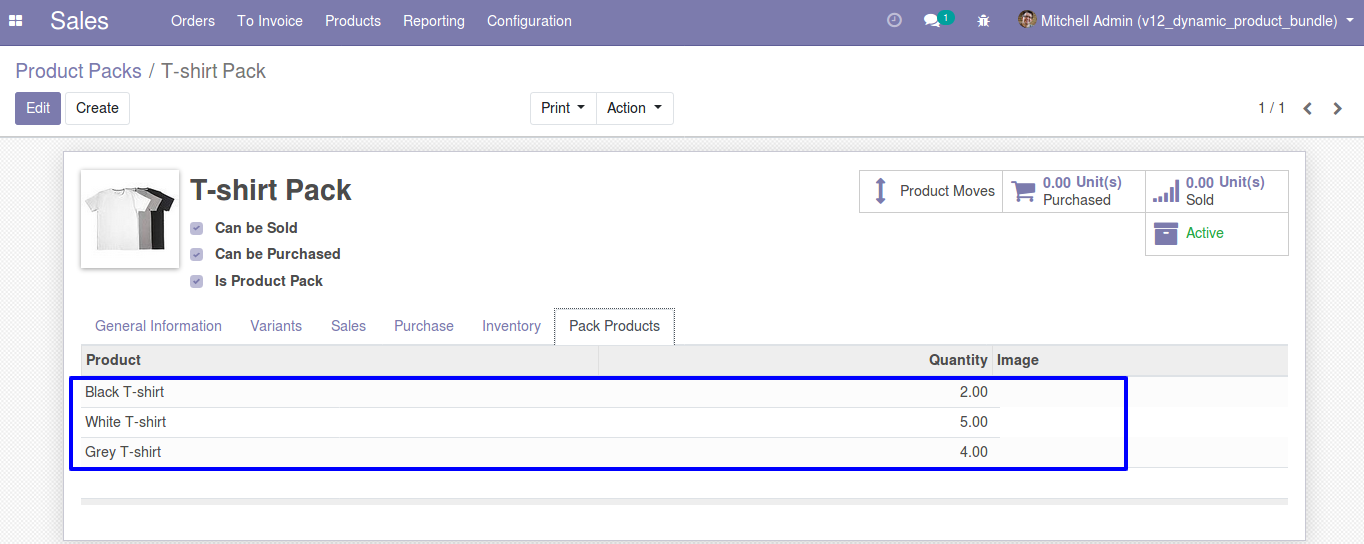 Sales Orders To Invoice Products Reporting Configuration 1 Mitchell Admin (v12_dynamic_product_bundle)
Product Packs / T-shirt Pack
Edit Create Print Action 1 / 1
T-shirt Pack
Product Moves 0.00 Unit(s) Purchased 0.00 Unit(s) Sold
Can be Sold
Active
Can be Purchased
Is Product Pack
General Information Variants Sales Purchase Inventory Pack Products
Product Quantity Image
Black T-shirt 2.00
White T-shirt 5.00
Grey T-shirt 4.00